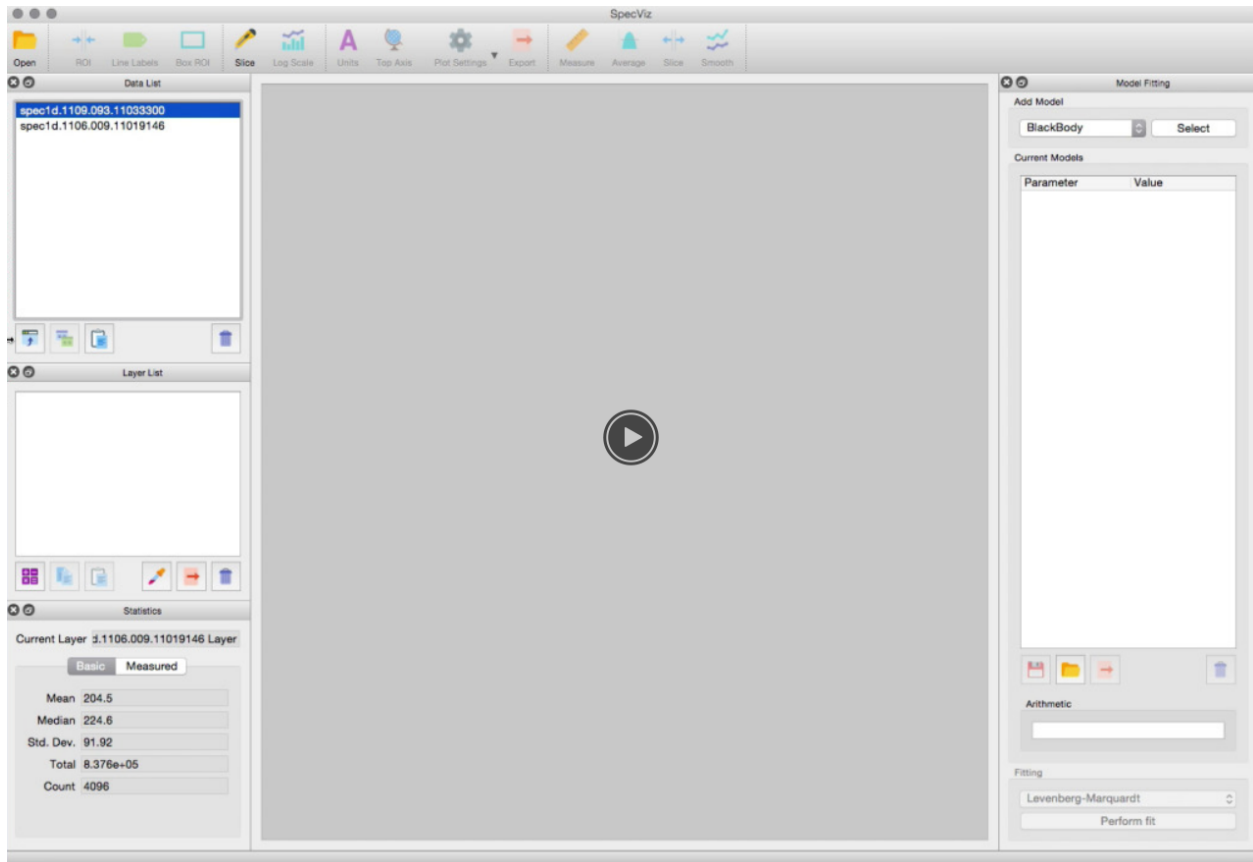 SpecViz
Open ROI Line Labels Box ROI Slice Log Scale Units Top Axis Plot Settings Export Measure Average Slice Smooth
Data List
spec1d.1109.093.11033300
spec1d.1106.009.11019146
Layer List
Statistics
Current Layer d.1106.009.11019146 Layer
Basic Measured
Mean 204.5
Median 224.6
Std. Dev. 91.92
Total 8.376e+05
Count 4096
Model Fitting
Add Model
BlackBody Select
Current Models
Parameter Value
Arithmetic
Fitting
Levenberg-Marquardt
Perform fit